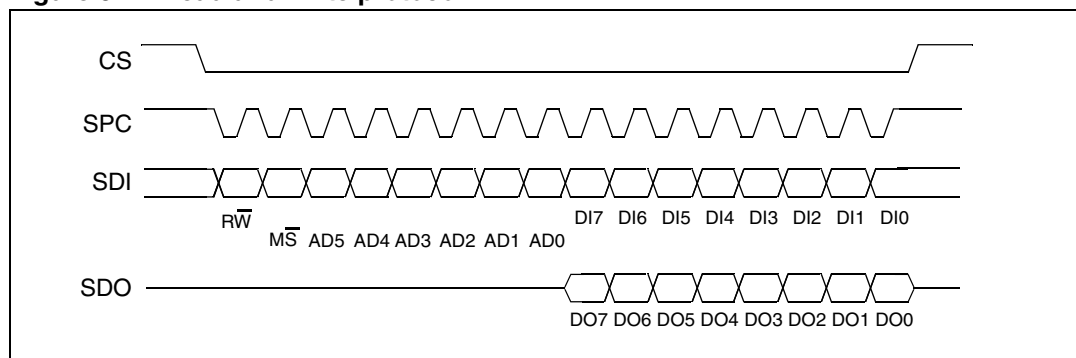 CS
SPC
SDI
RW̅ DI7 DI6 DI5 DI4 DI3 DI2 DI1 DI0
MS̅ AD5 AD4 AD3 AD2 AD1 AD0
SDO
DO7 DO6 DO5 DO4 DO3 DO2 DO1 DO0